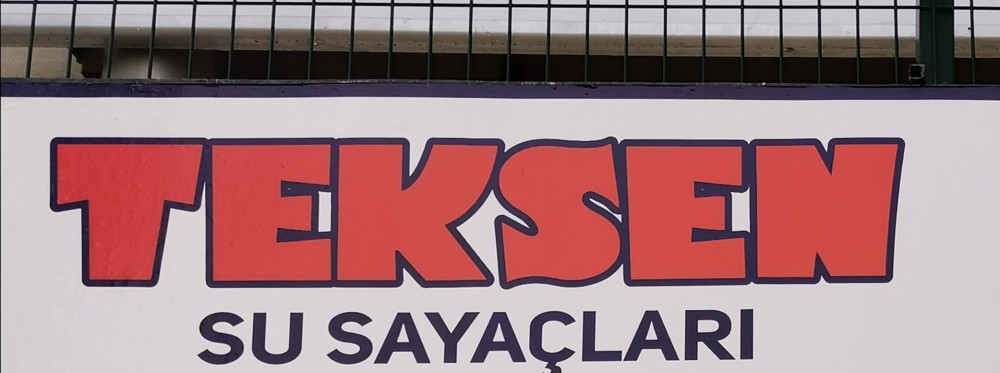 TEKSEN
SU SAYAÇLARI